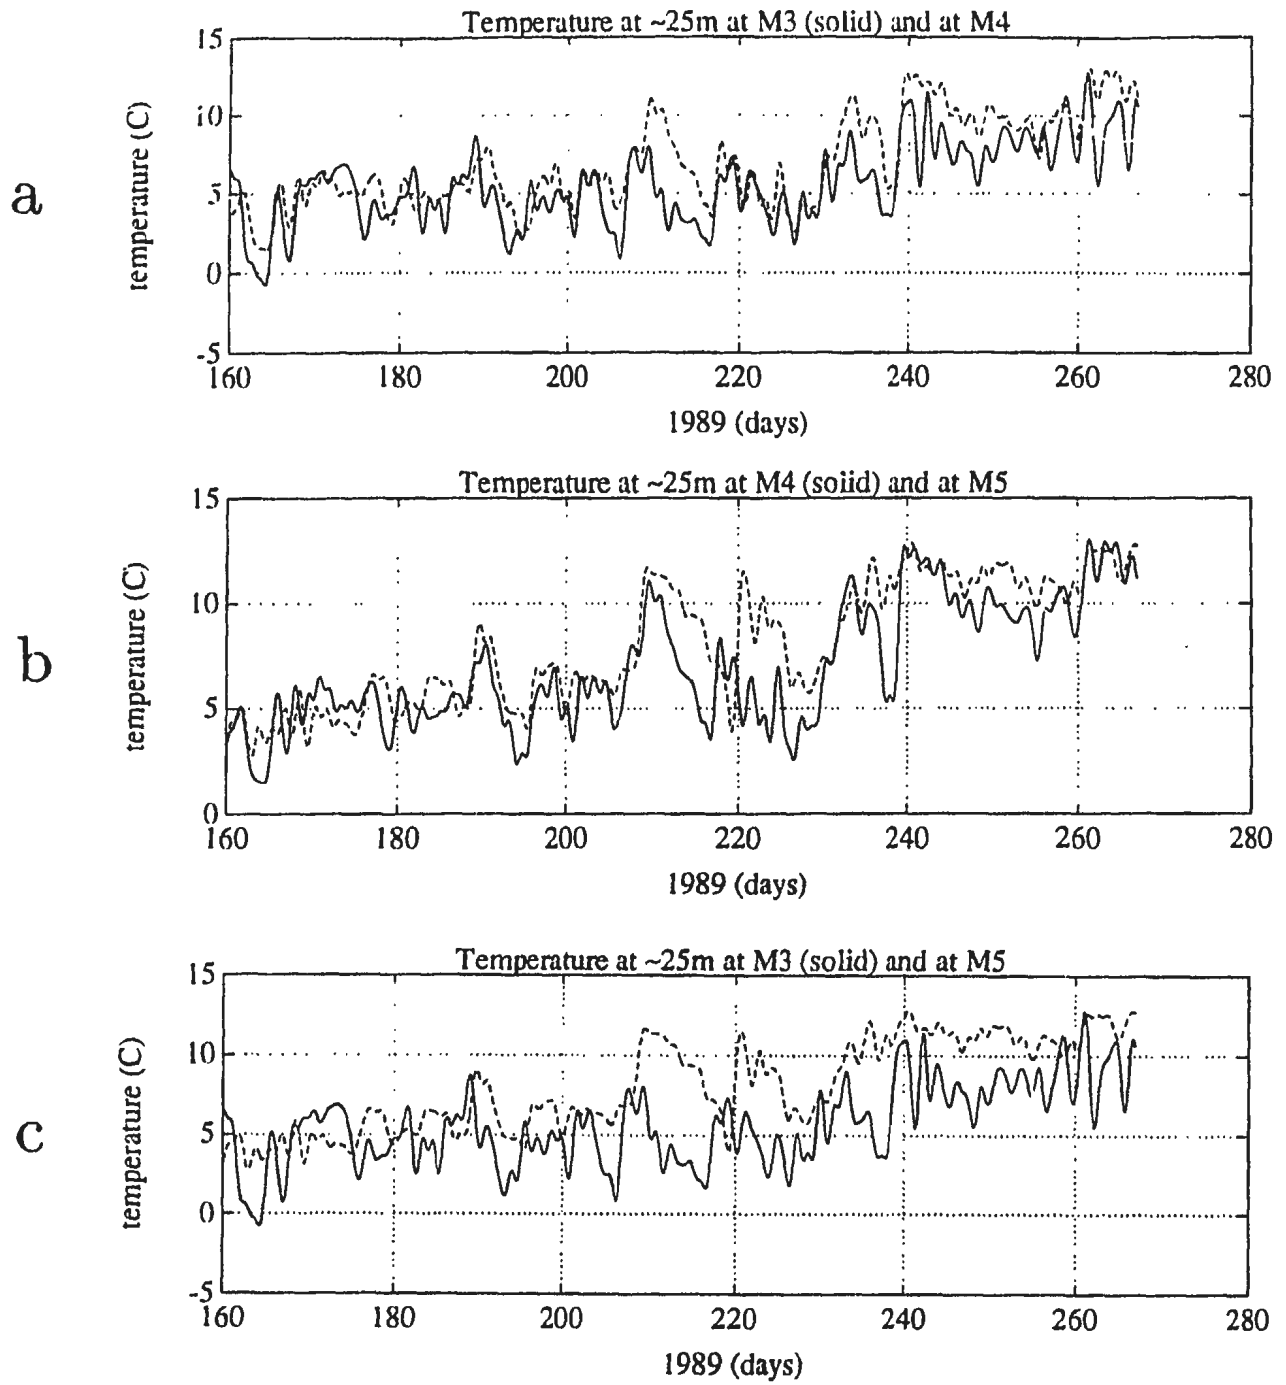 Temperature at ~25m at M3 (solid) and at M4
15
10
5
0
-5
temperature (C)
a
160 180 200 220 240 260 280
1989 (days)
Temperature at ~25m at M4 (soiid) and at M5
15
10
5
0
temperature (C)
b
160 180 200 220 240 260 280
1989 (days)
Temperature at ~25m at M3 (solid) and at M5
15
10
5
0
-5
temperature (C)
c
160 180 200 220 240 260 280
1989 (days)